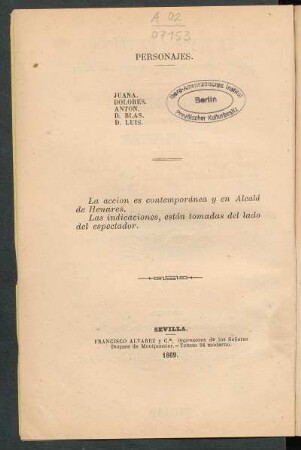 A 02
07153
PERSONAJES.
JUANA.
DOLORES.
ANTON.
D. BLAS.
D. LUIS.
Ibero-Amerikanisches Institut
Berlin
Preußischer Kulturbesitz
La accion es contemporánea y en Alcalá
de Henares.
Las indicaciones, están tomadas del lado
del espectador.
SEVILLA.
FRANCISCO ALVAREZ y C.ª, impresores de los Señores
Duques de Montpensier.—Tetuan 24 moderno.
1869.